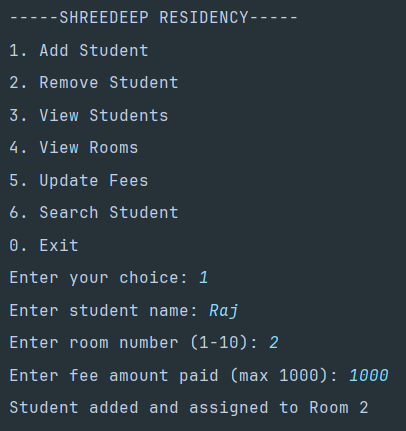 -----SHREEDEEP RESIDENCY-----
1. Add Student
2. Remove Student
3. View Students
4. View Rooms
5. Update Fees
6. Search Student
0. Exit
Enter your choice: 1
Enter student name: Raj
Enter room number (1-10): 2
Enter fee amount paid (max 1000): 1000
Student added and assigned to Room 2